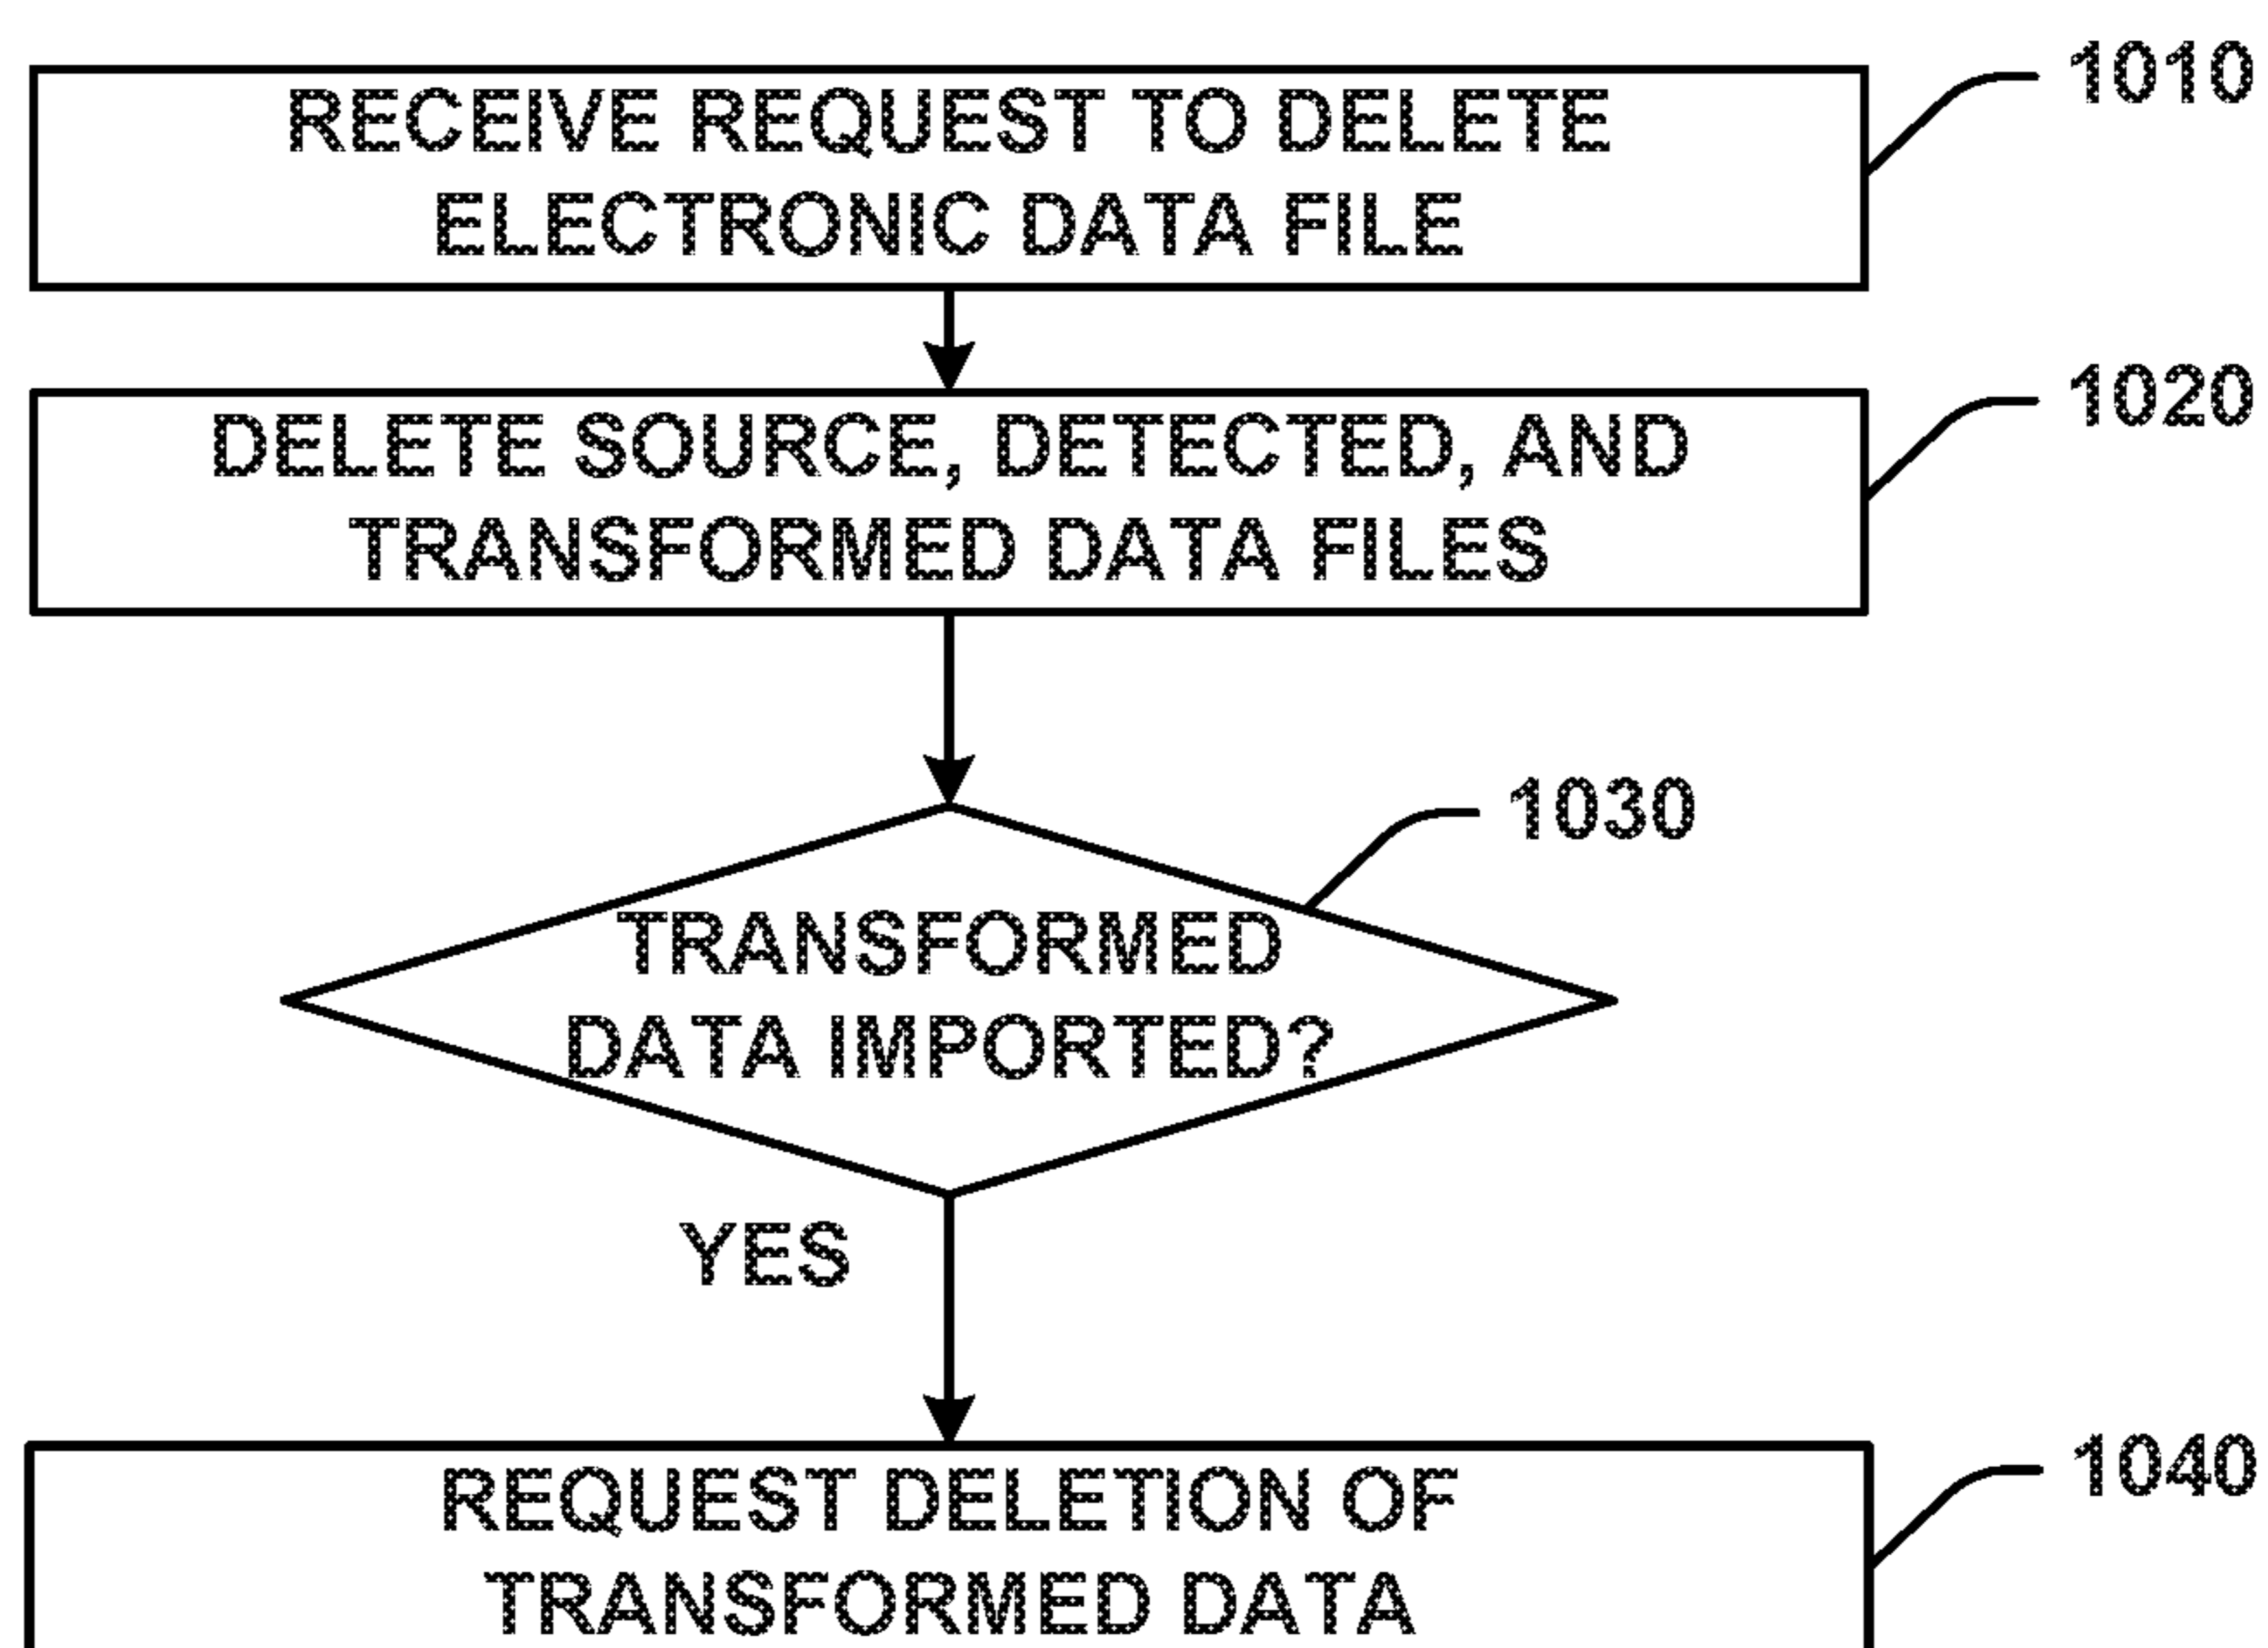 1010
RECEIVE REQUEST TO DELETE
ELECTRONIC DATA FILE
1020
DELETE SOURCE, DETECTED, AND
TRANSFORMED DATA FILES
1030
TRANSFORMED
DATA IMPORTED?
YES
1040
REQUEST DELETION OF
TRANSFORMED DATA